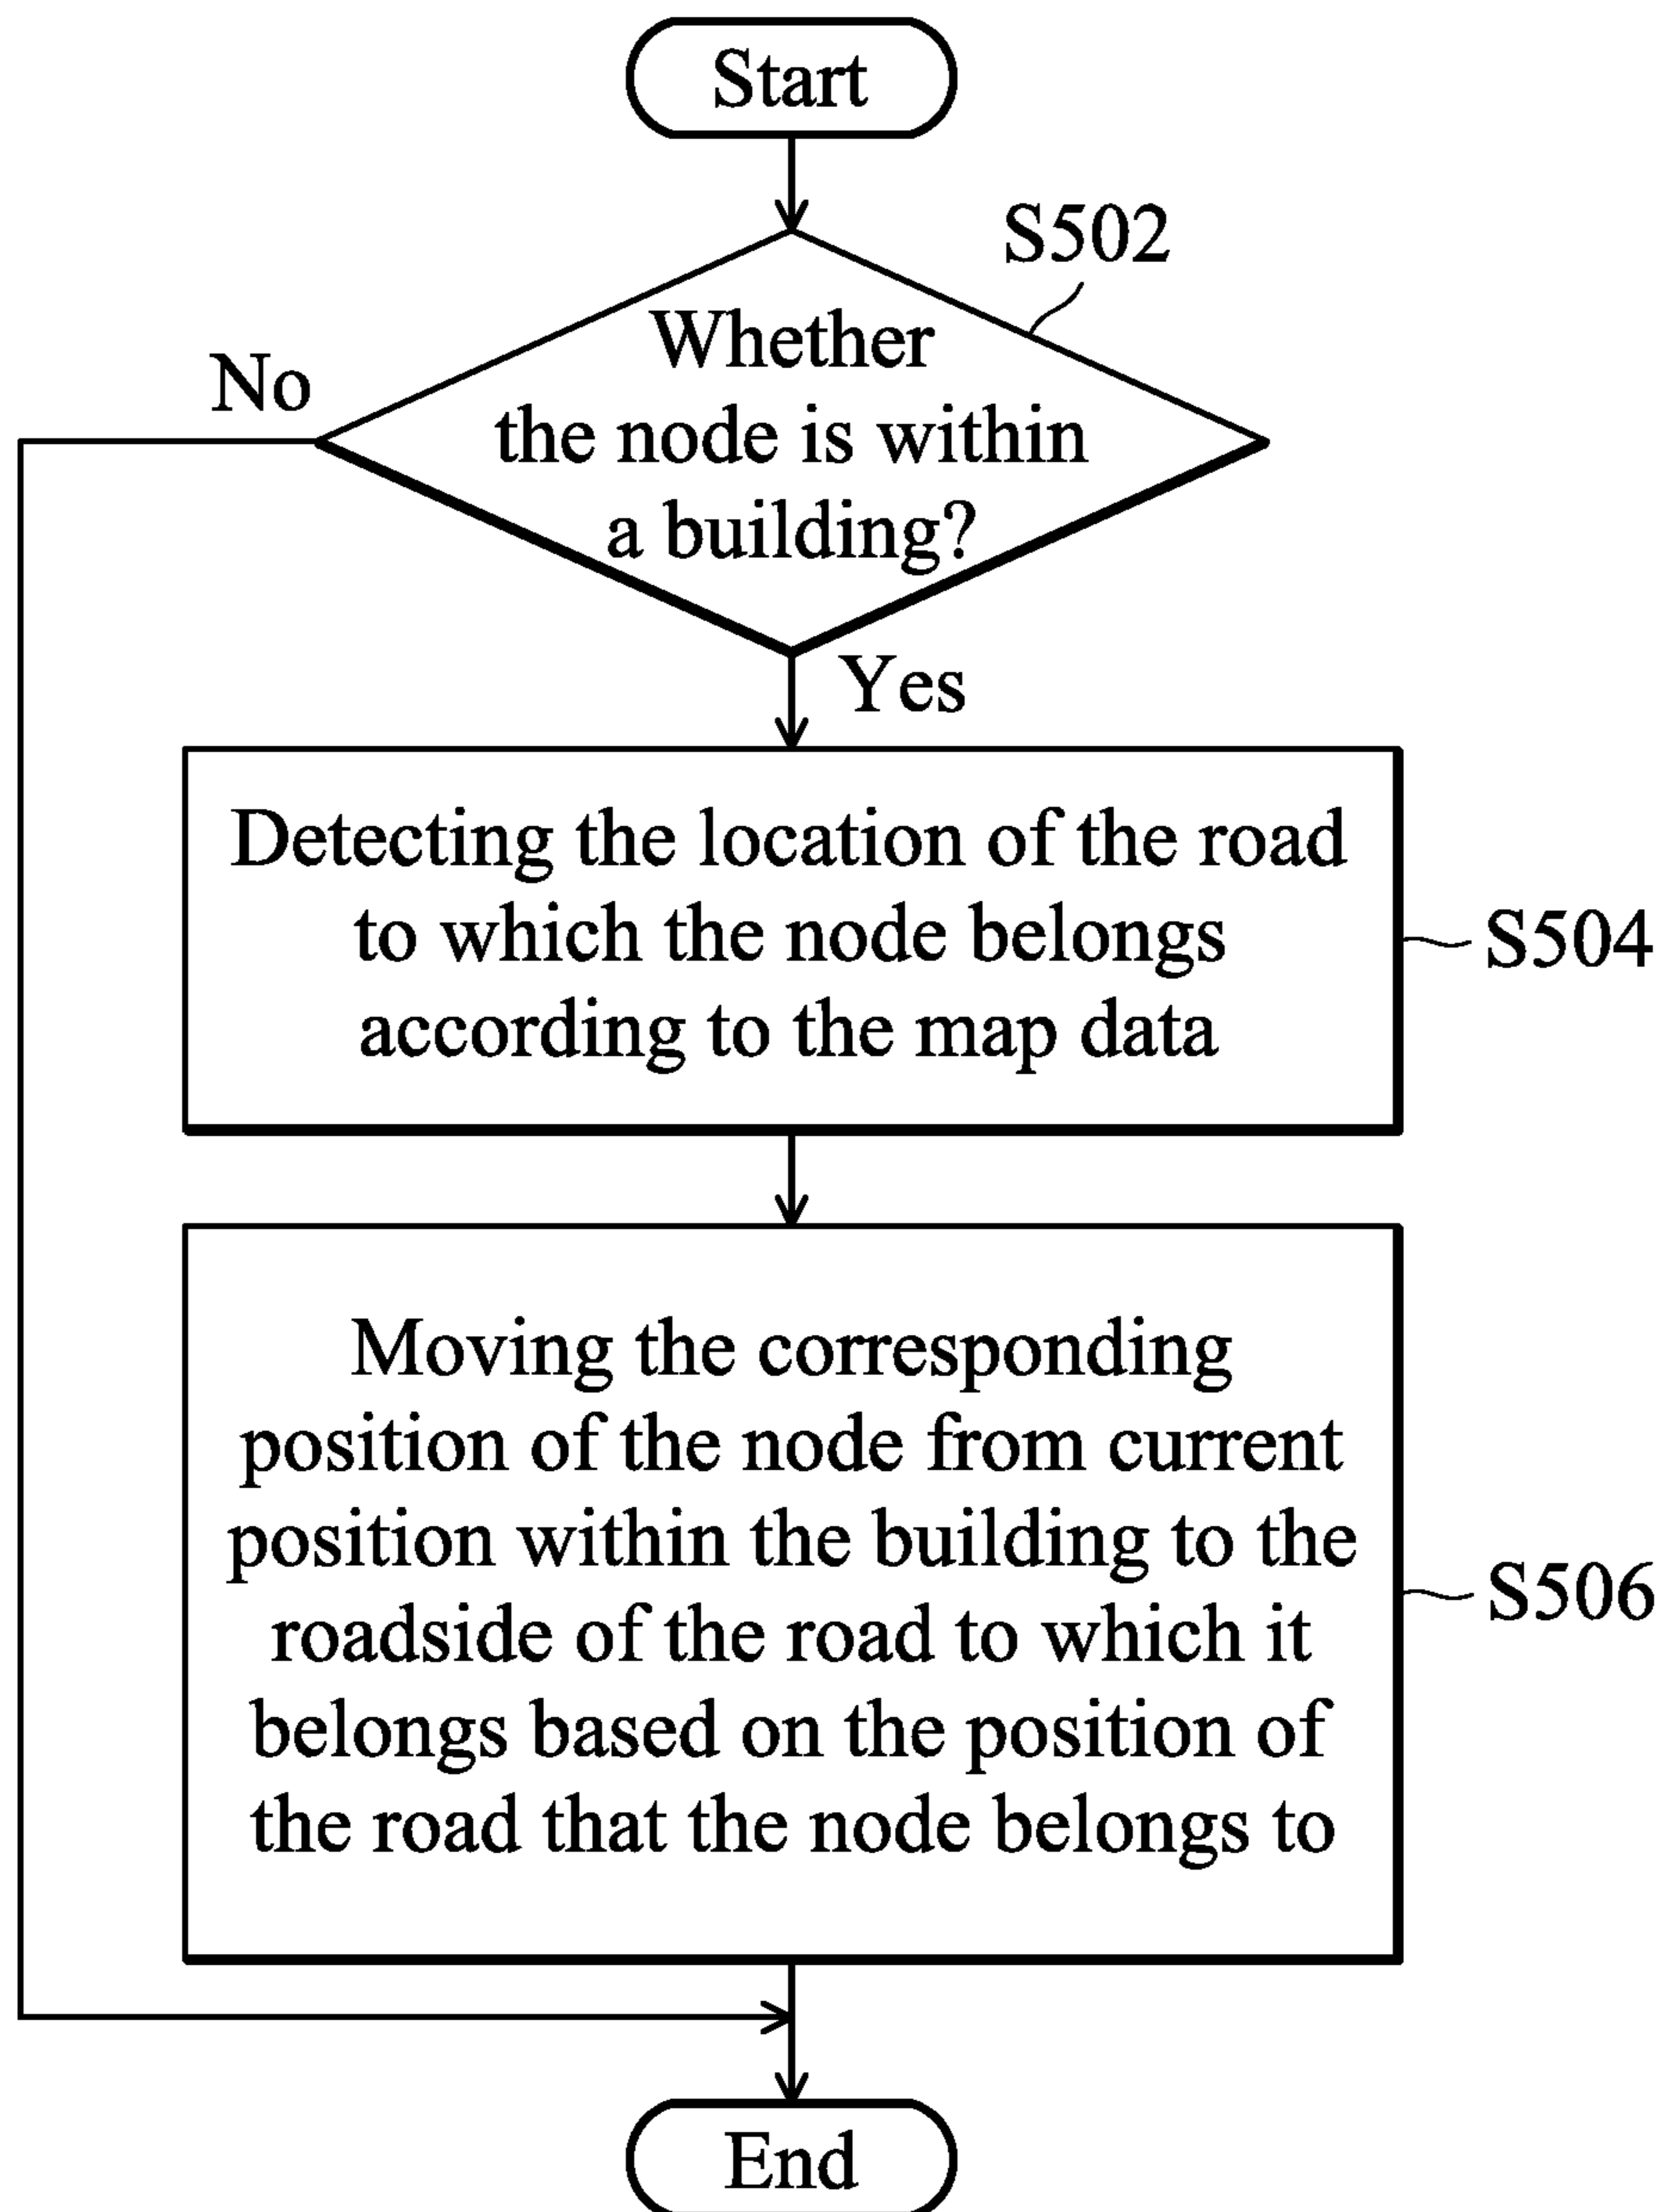 Start
S502
Whether
No
the node is within
a building?
Yes
Detecting the location of the road
to which the node belongs
S504
according to the map data
Moving the corresponding
position of the node from current
position within the building to the
S506
roadside of the road to which it
belongs based on the position of
the road that the node belongs to
End